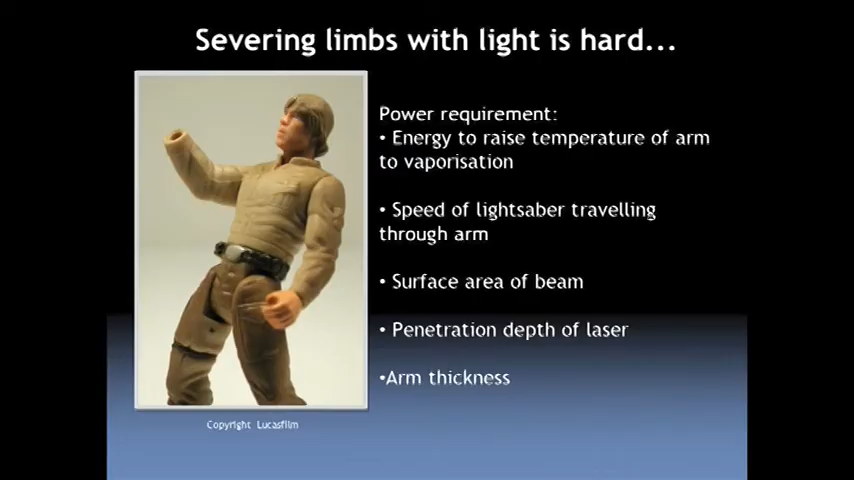 Severing limbs with light is hard...
Power requirement:
• Energy to raise temperature of arm
to vaporisation
• Speed of lightsaber travelling
through arm
• Surface area of beam
• Penetration depth of laser
•Arm thickness
Copyright Lucasfilm